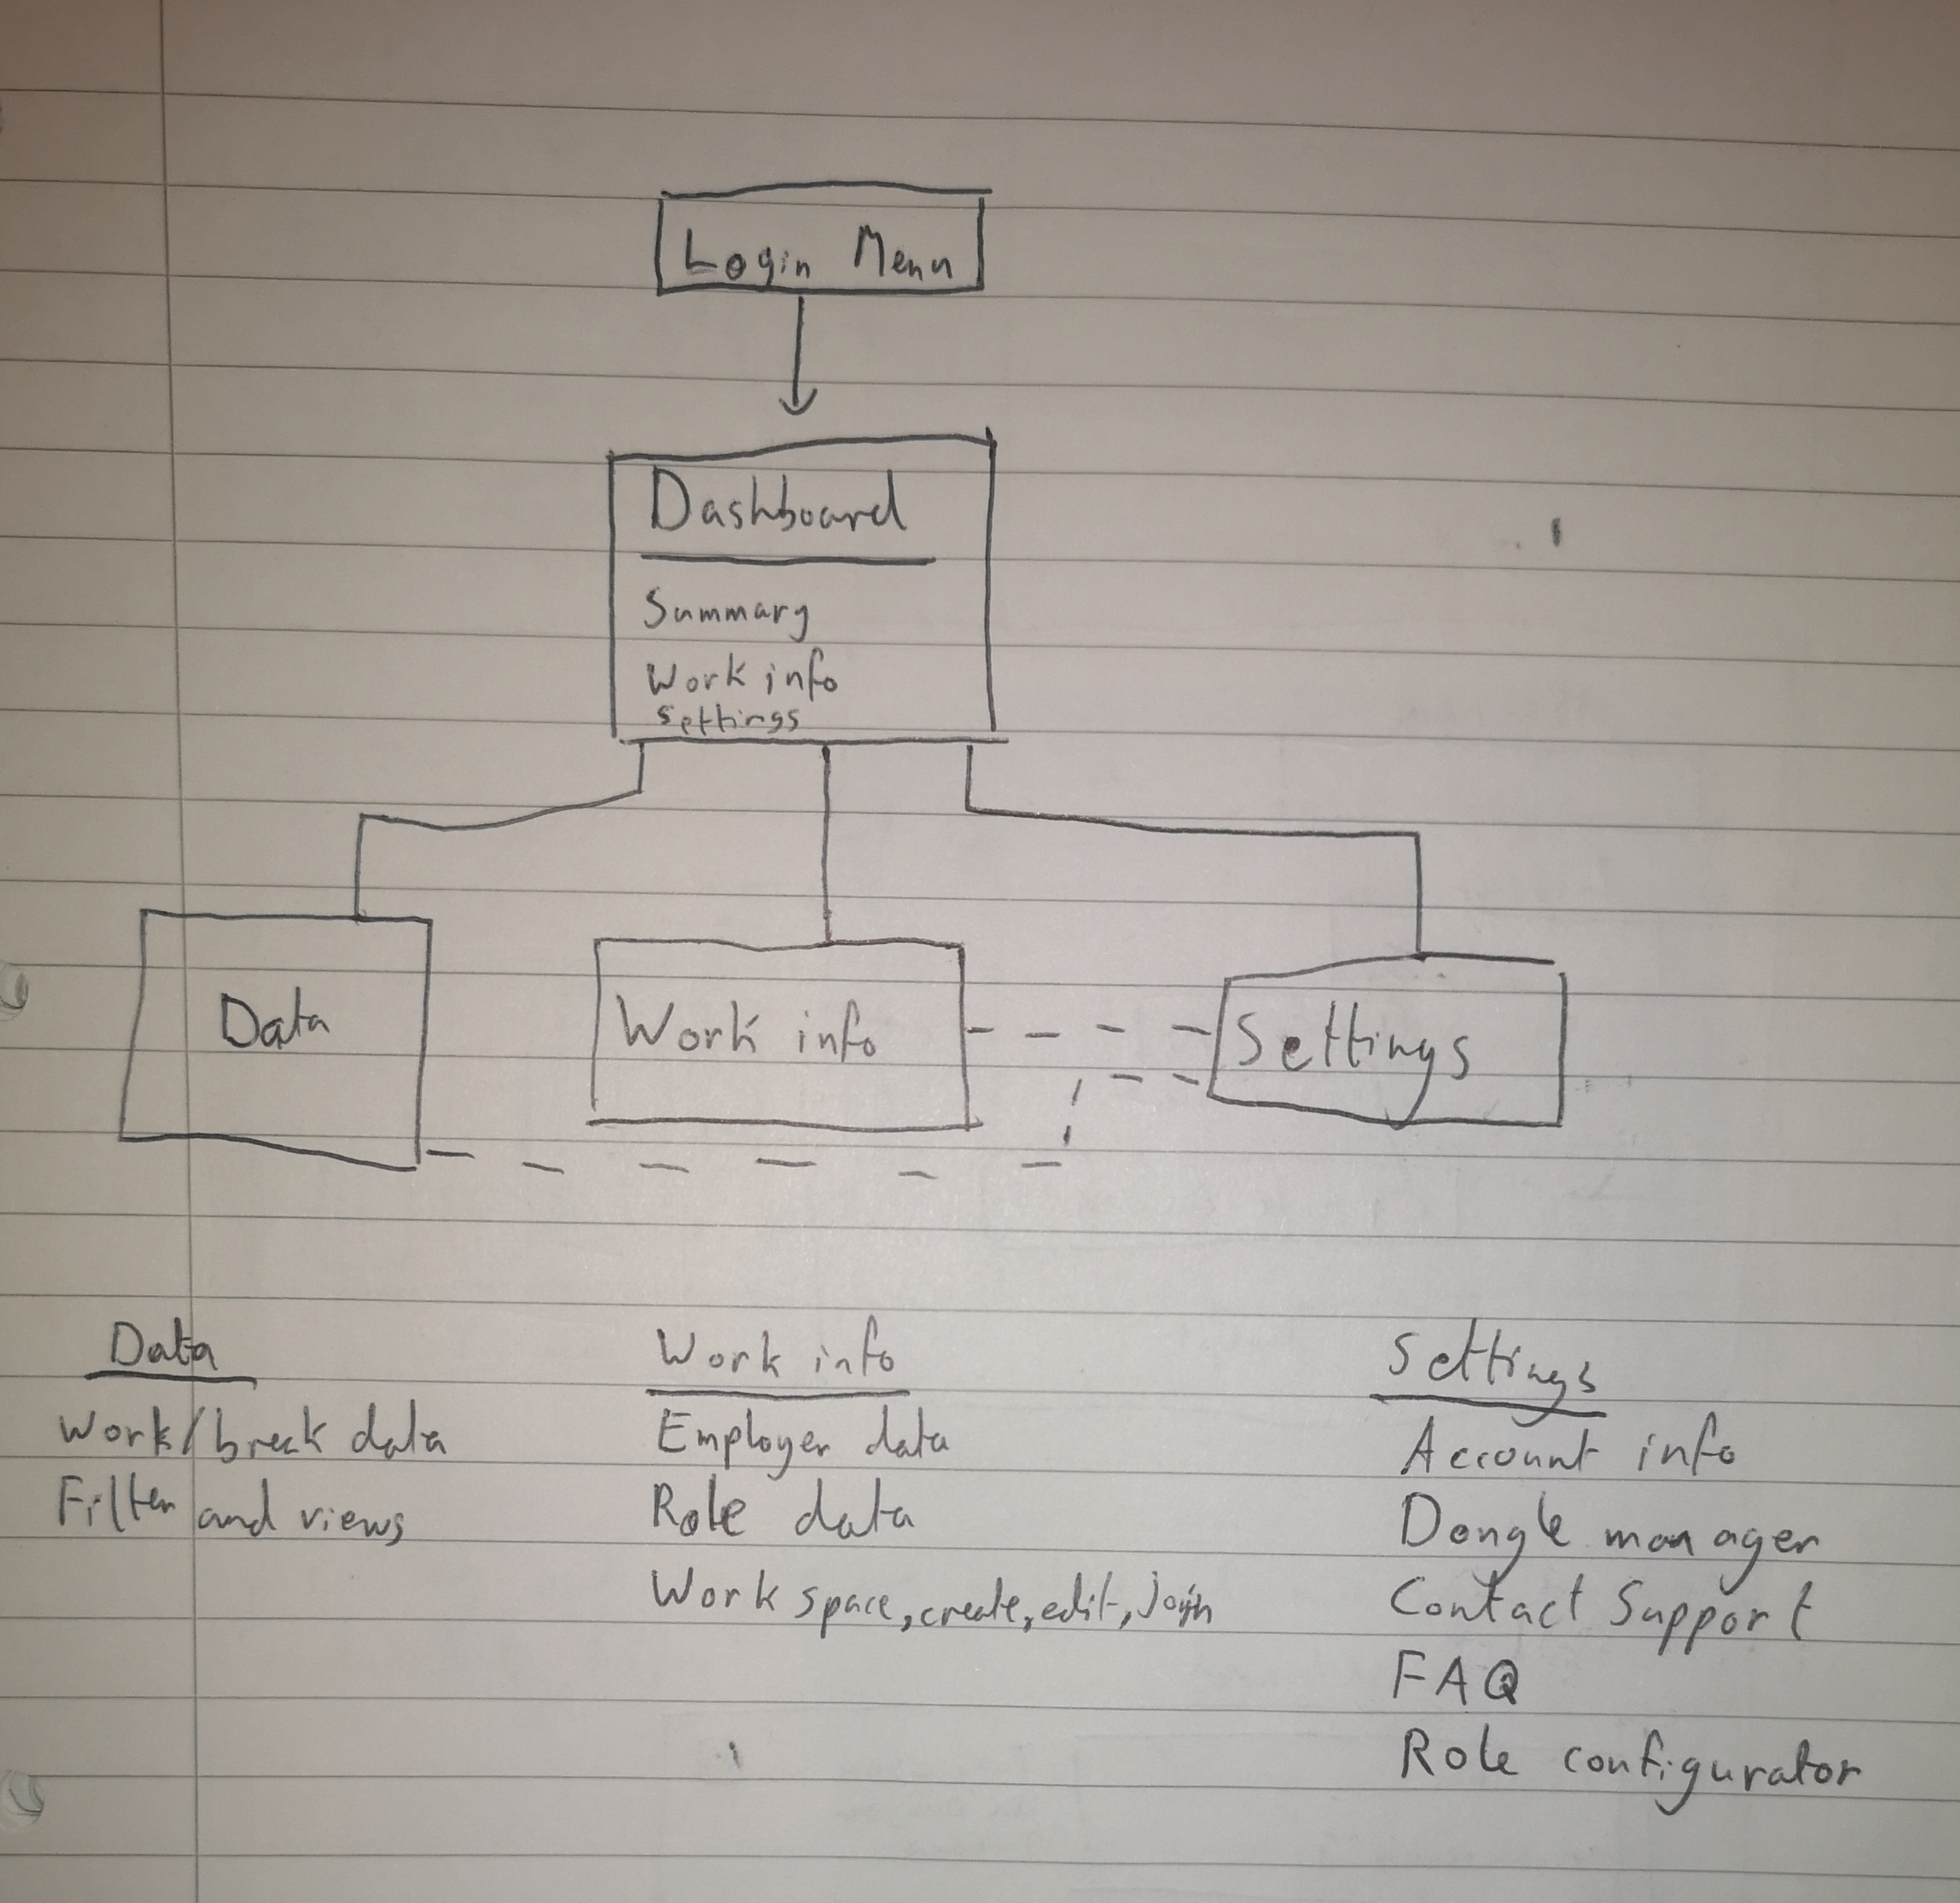 Login Menu
Dashboard
Summary
Work info
Settings
Data
Work info
Settings
Data
Work/break data
Filter and views
Work info
Employer data
Role data
Work space, create, edit, join
Settings
Account info
Dongle manager
Contact Support
FAQ
Role configurator